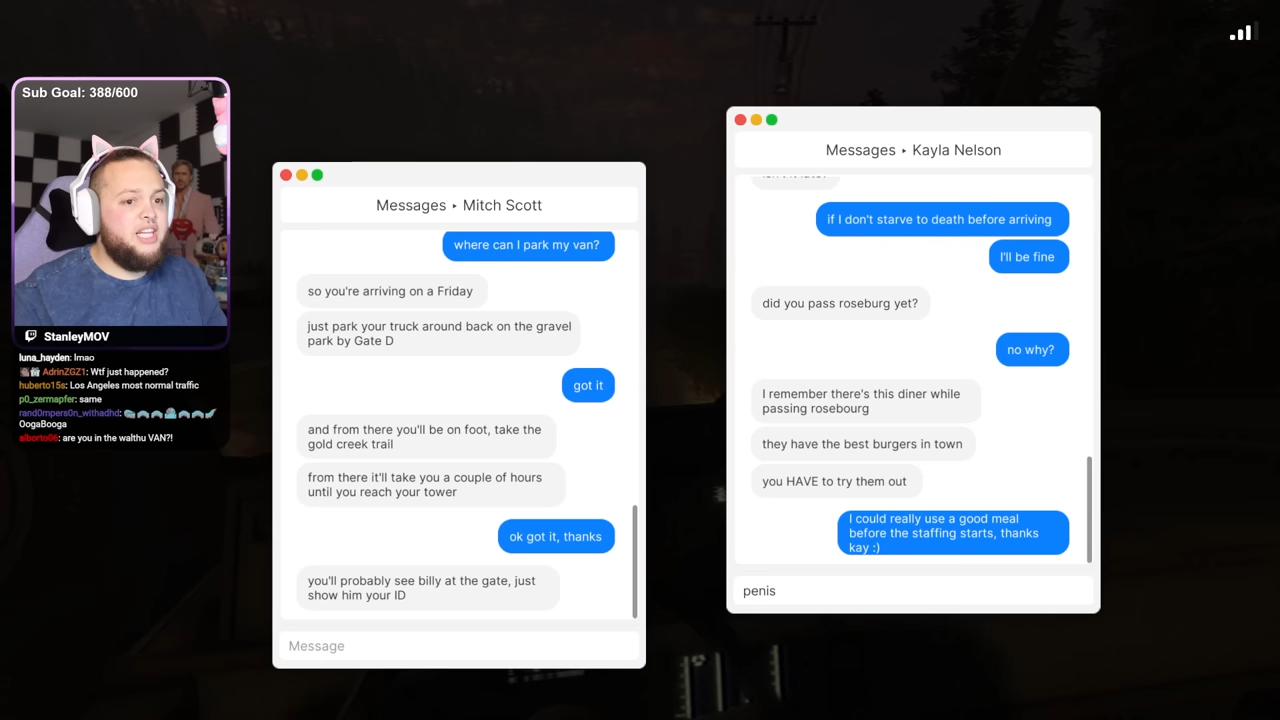 Sub Goal: 388/600
StanleyMOV
luna_hayden: lmao
AdrinZGZ1: Wtf just happened?
huberto15s: Los Angeles most normal traffic
p0_zermapfer: same
rand0mpers0n_withadhd:
OogaBooga
alborto06: are you in the walthu VAN?!
Messages ‣ Mitch Scott
where can I park my van?
so you're arriving on a Friday
just park your truck around back on the gravel
park by Gate D
got it
and from there you'll be on foot, take the
gold creek trail
from there it'll take you a couple of hours
until you reach your tower
ok got it, thanks
you'll probably see billy at the gate, just
show him your ID
Message
Messages ‣ Kayla Nelson
if I don't starve to death before arriving
I'll be fine
did you pass roseburg yet?
no why?
I remember there's this diner while
passing rosebourg
they have the best burgers in town
you HAVE to try them out
I could really use a good meal
before the staffing starts, thanks
kay :)
penis